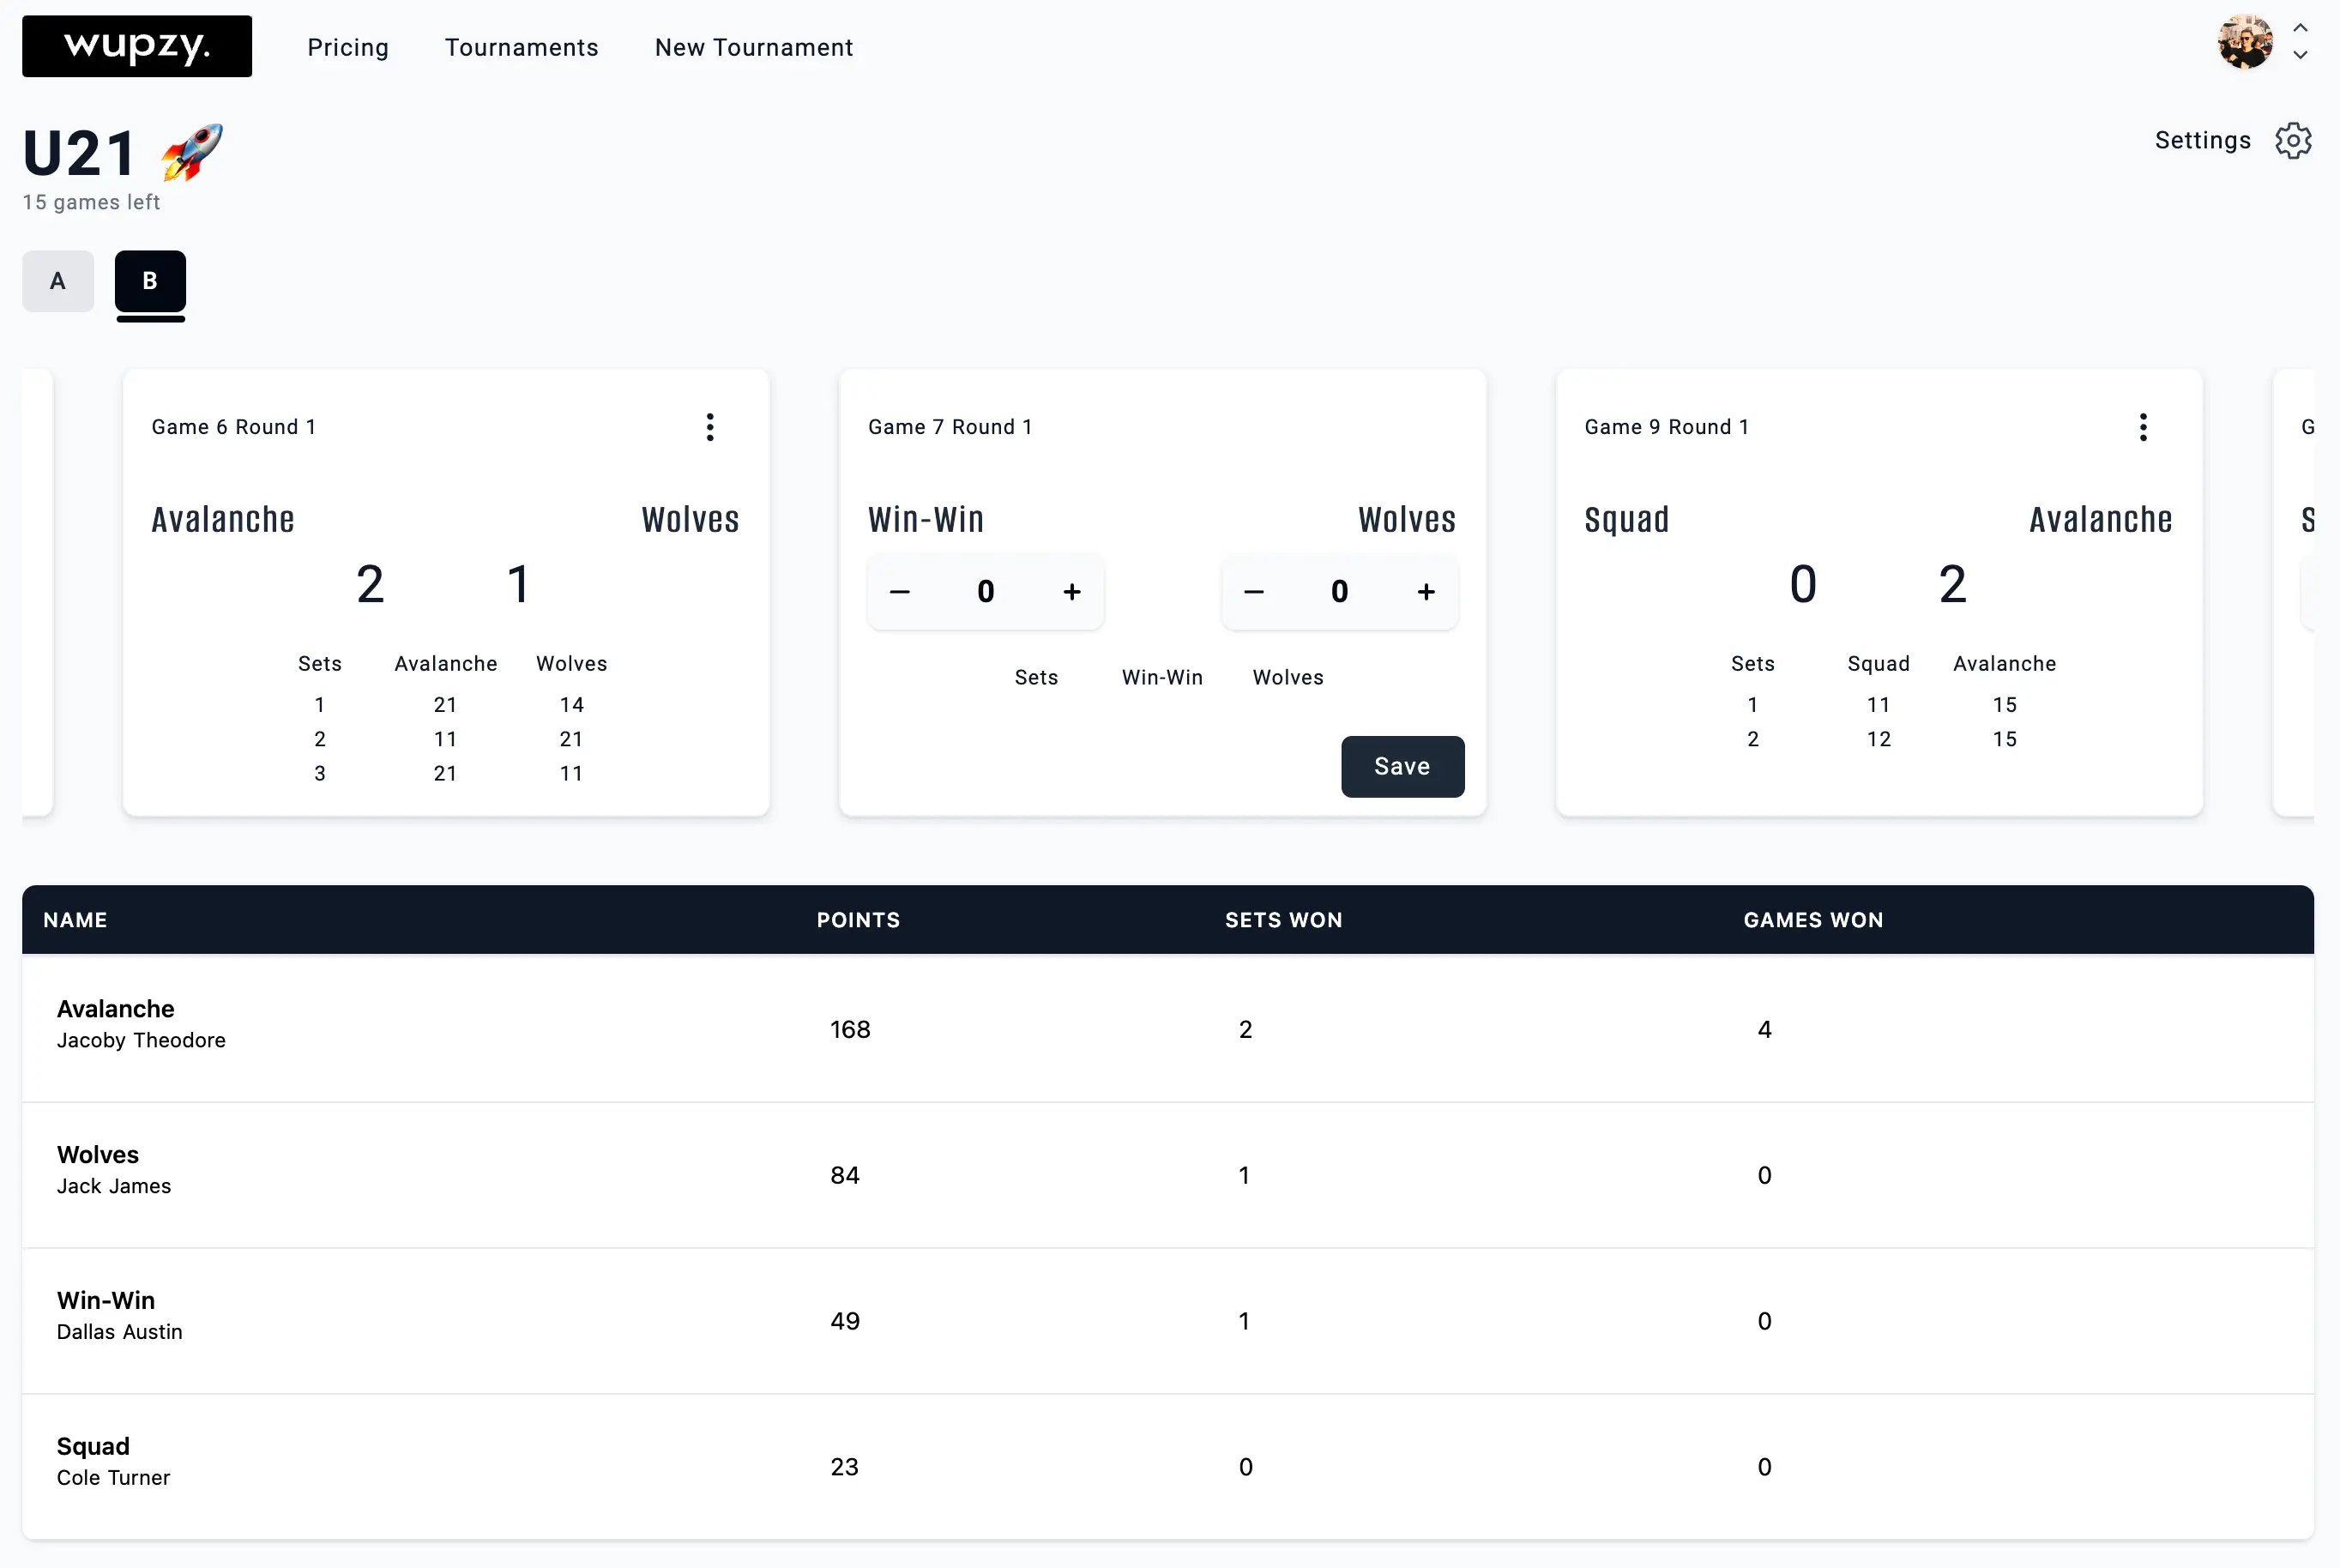 wupzy. Pricing Tournaments New Tournament
U21 🚀
Settings
15 games left
A B
Game 6 Round 1
Avalanche Wolves
2 1
Sets Avalanche Wolves
1 21 14
2 11 21
3 21 11
Game 7 Round 1
Win-Win Wolves
− 0 + − 0 +
Sets Win-Win Wolves
Save
Game 9 Round 1
Squad Avalanche
0 2
Sets Squad Avalanche
1 11 15
2 12 15
G
S
NAME POINTS SETS WON GAMES WON
Avalanche
Jacoby Theodore
168 2 4
Wolves
Jack James
84 1 0
Win-Win
Dallas Austin
49 1 0
Squad
Cole Turner
23 0 0